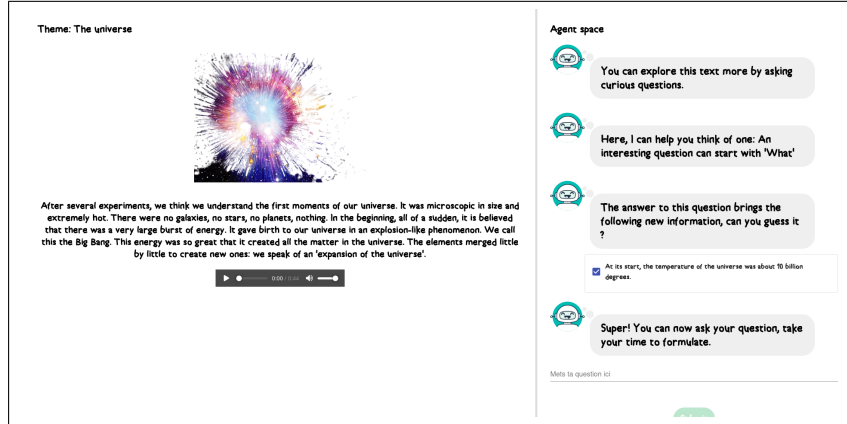 Theme: The universe
After several experiments, we think we understand the first moments of our universe. It was microscopic in size and
extremely hot. There were no galaxies, no stars, no planets, nothing. In the beginning, all of a sudden, it is believed
that there was a very large burst of energy. It gave birth to our universe in an explosion-like phenomenon. We call
this the Big Bang. This energy was so great that it created all the matter in the universe. The elements merged little
by little to create new ones: we speak of an 'expansion of the universe'.
0:00 / 0:44
Agent space
You can explore this text more by asking
curious questions.
Here, I can help you think of one: An
interesting question can start with 'What'
The answer to this question brings the
following new information, can you guess it
?
At its start, the temperature of the universe was about 10 billion
degrees.
Super! You can now ask your question, take
your time to formulate.
Mets ta question ici